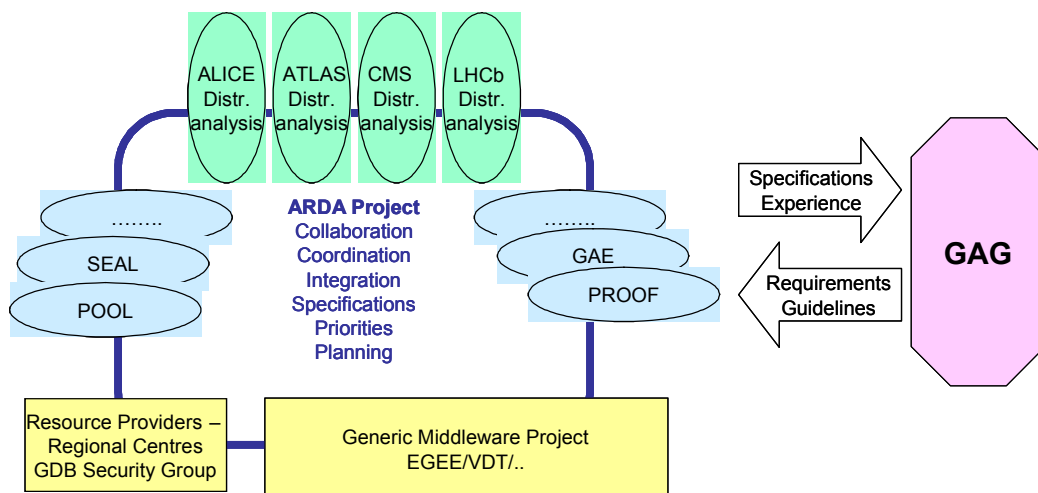 ALICE
Distr.
analysis
ATLAS
Distr.
analysis
CMS
Distr.
analysis
LHCb
Distr.
analysis
........
SEAL
POOL
ARDA Project
Collaboration
Coordination
Integration
Specifications
Priorities
Planning
........
GAE
PROOF
Specifications
Experience
Requirements
Guidelines
GAG
Resource Providers –
Regional Centres
GDB Security Group
Generic Middleware Project
EGEE/VDT/..